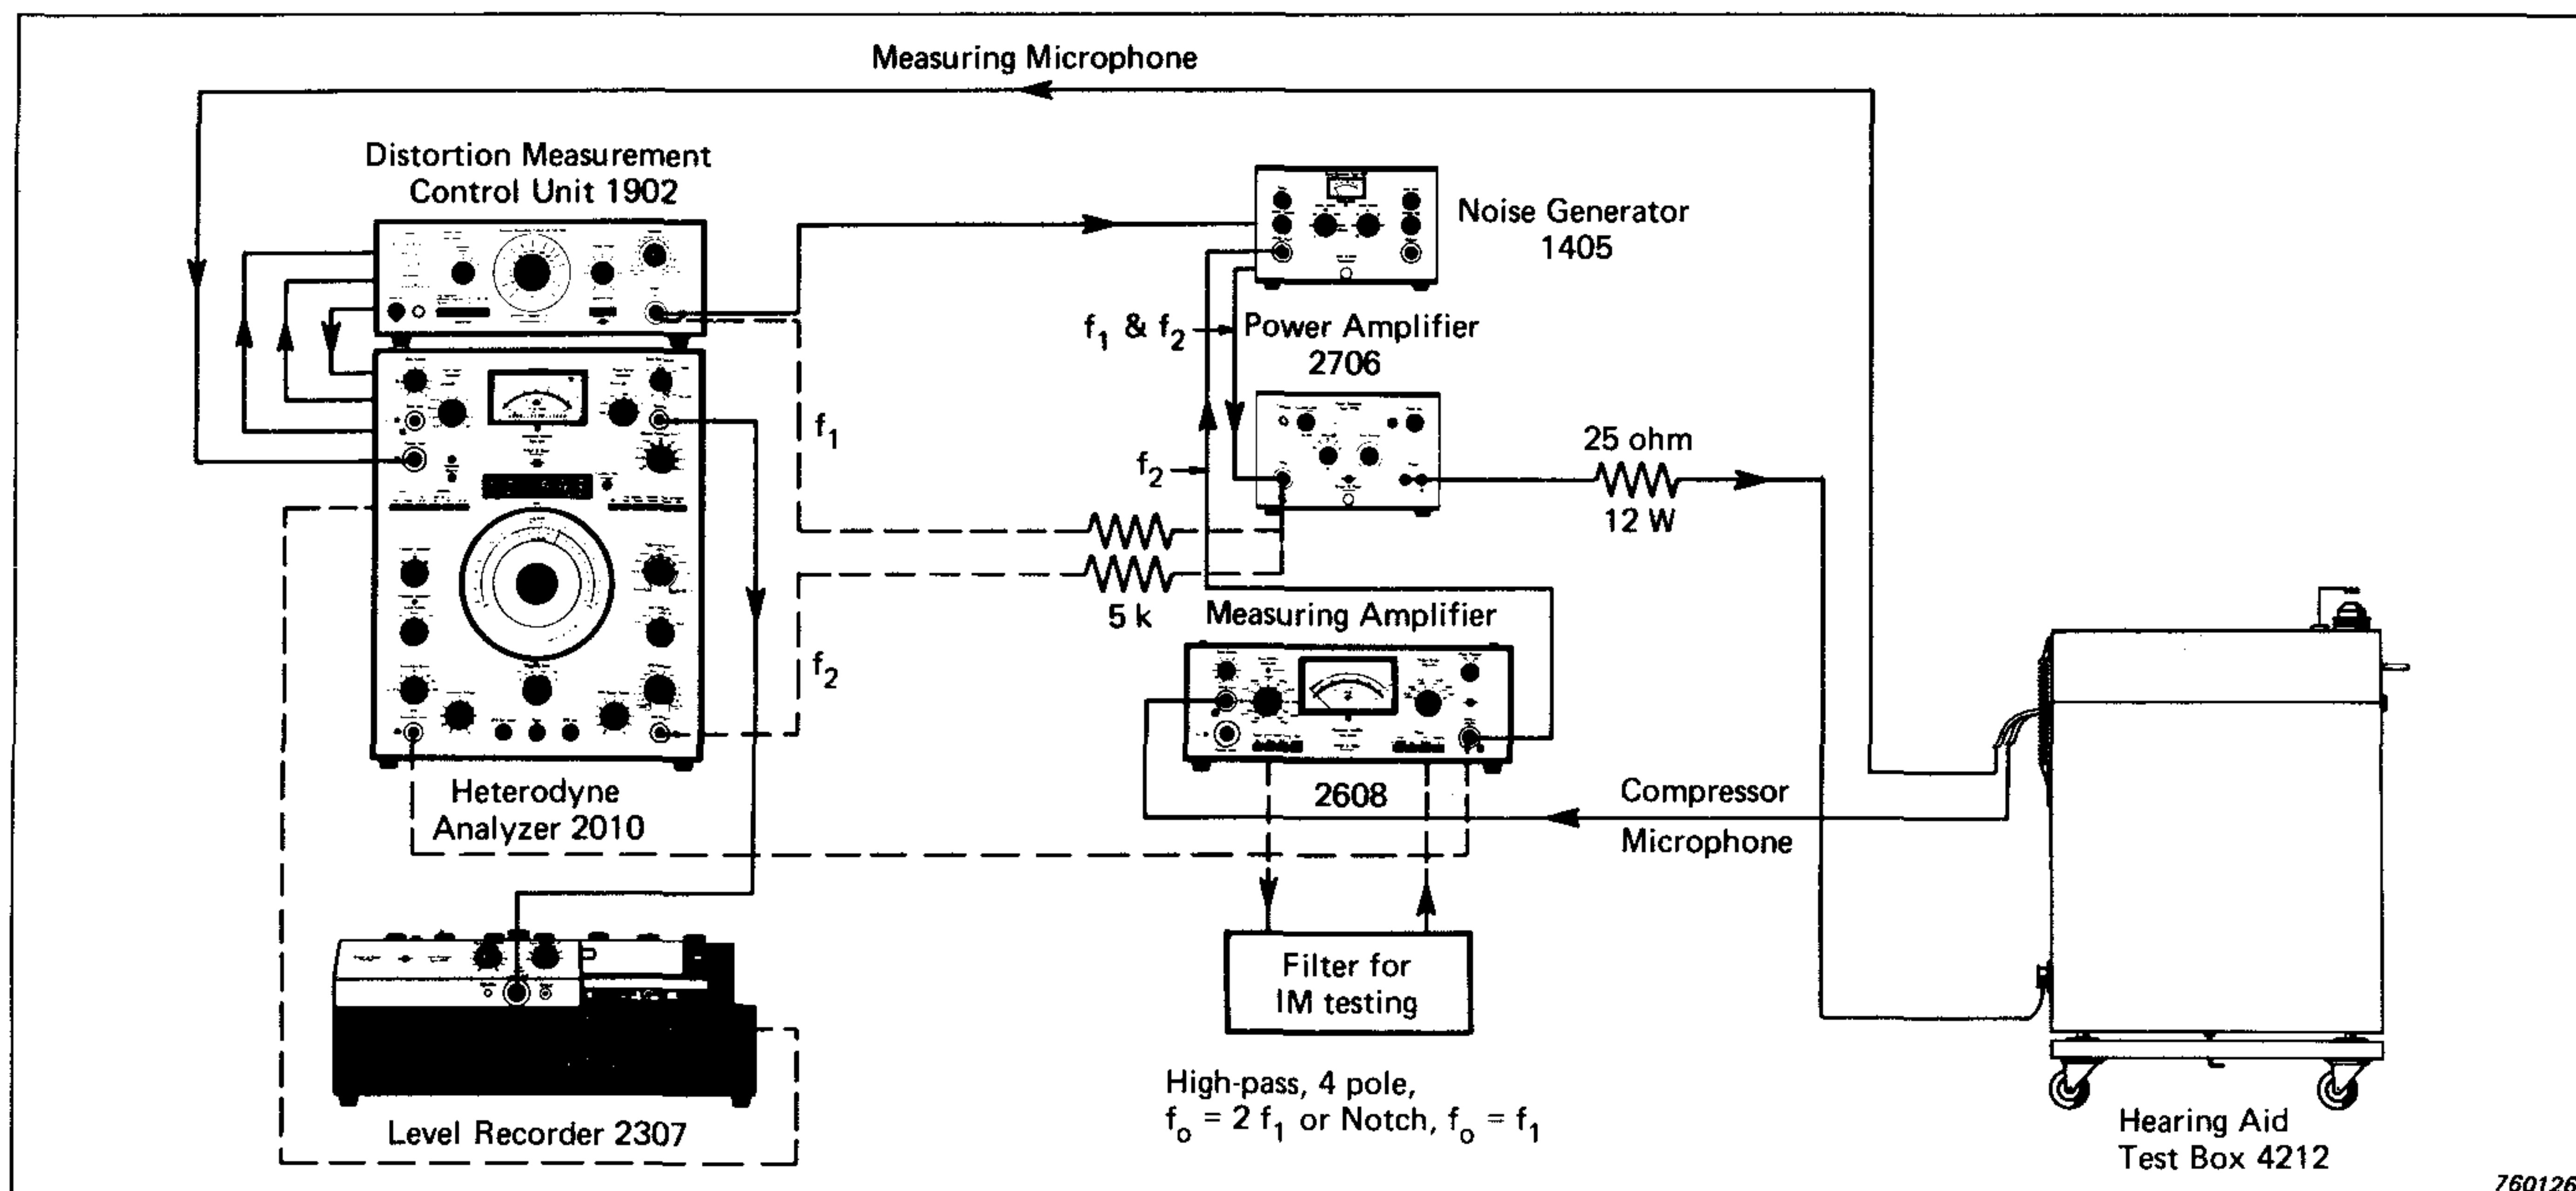 Measuring Microphone
Distortion Measurement
Control Unit 1902
Noise Generator
1405
f₁ & f₂
Power Amplifier
2706
f₁
f₂
25 ohm
12 W
5 k
Measuring Amplifier
f₂
2608
Compressor
Microphone
Heterodyne
Analyzer 2010
Filter for
IM testing
High-pass, 4 pole,
f₀ = 2 f₁ or Notch, f₀ = f₁
Level Recorder 2307
Hearing Aid
Test Box 4212
760126